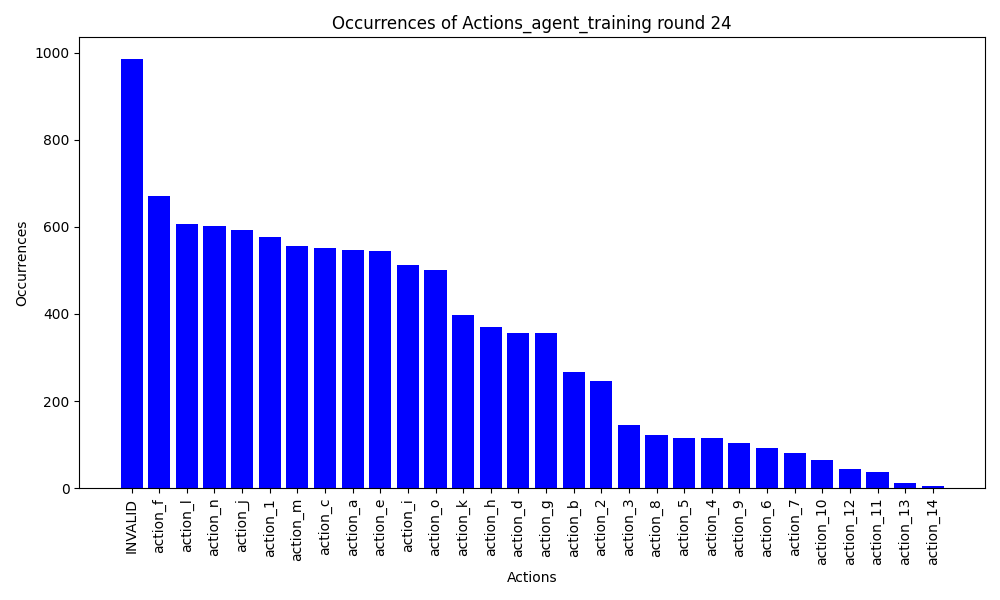 Occurrences of Actions_agent_training round 24
1000
800
600
400
200
0
Occurrences
INVALID
action_f
action_l
action_n
action_j
action_1
action_m
action_c
action_a
action_e
action_i
action_o
action_k
action_h
action_d
action_g
action_b
action_2
action_3
action_8
action_5
action_4
action_9
action_6
action_7
action_10
action_12
action_11
action_13
action_14
Actions